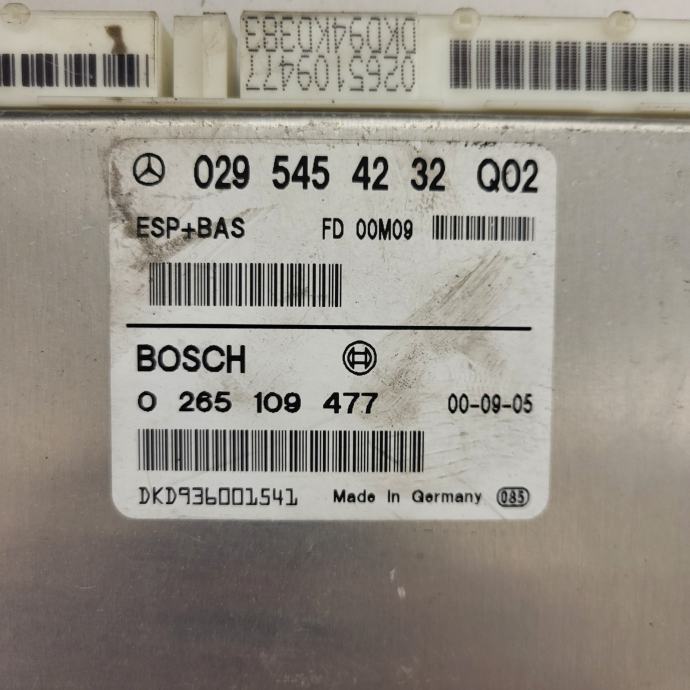 0265109477
DKD94K0383
029 545 42 32 Q02
ESP+BAS FD 00M09
BOSCH
0 265 109 477 00-09-05
DKD936001541 Made In Germany 085